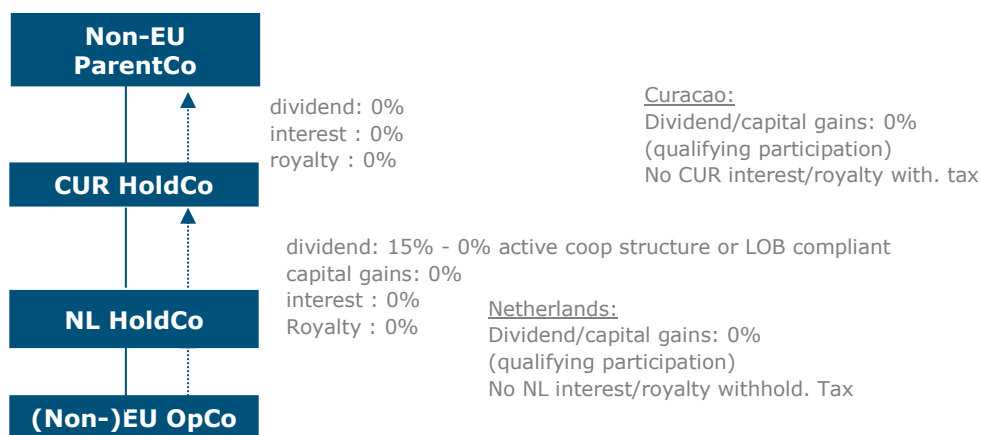 Non-EU
ParentCo
dividend: 0%
interest : 0%
royalty : 0%
Curacao:
Dividend/capital gains: 0%
(qualifying participation)
No CUR interest/royalty with. tax
CUR HoldCo
dividend: 15% - 0% active coop structure or LOB compliant
capital gains: 0%
interest : 0%
Royalty : 0%
NL HoldCo
Netherlands:
Dividend/capital gains: 0%
(qualifying participation)
No NL interest/royalty withhold. Tax
(Non-)EU OpCo